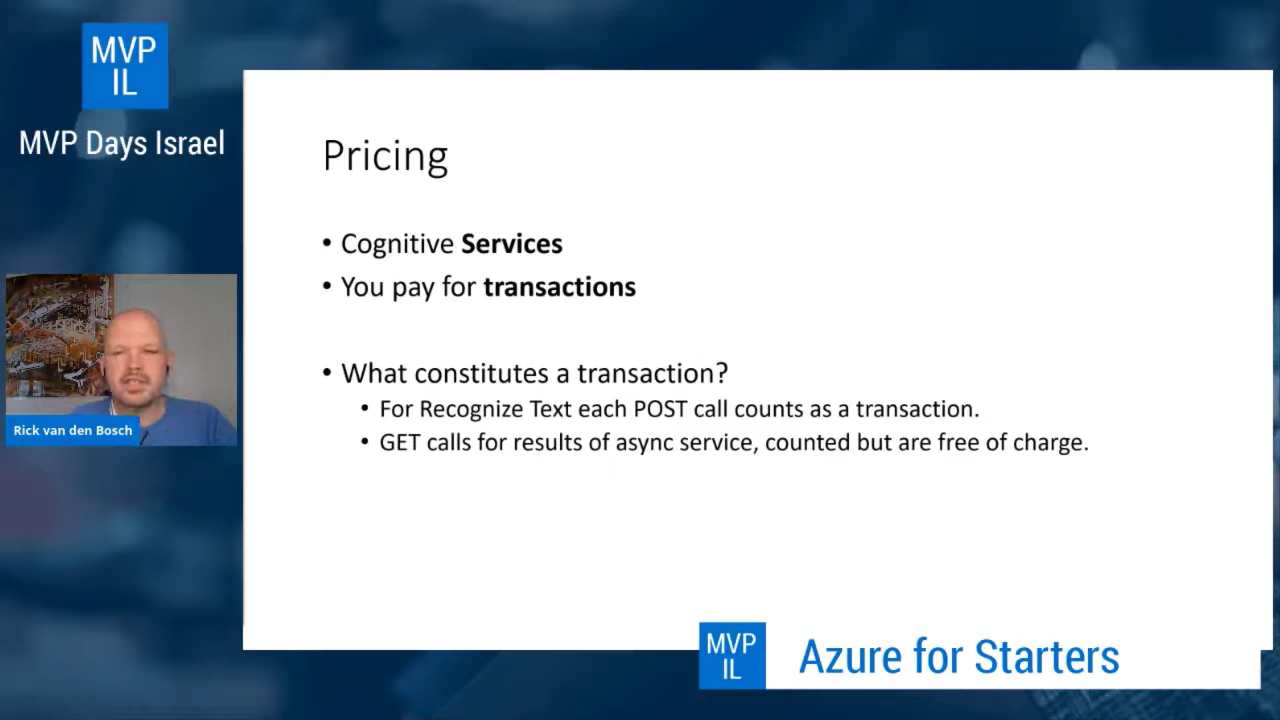 MVP
IL
MVP Days Israel
Pricing
• Cognitive Services
• You pay for transactions
• What constitutes a transaction?
• For Recognize Text each POST call counts as a transaction.
• GET calls for results of async service, counted but are free of charge.
Rick van den Bosch
MVP
IL
Azure for Starters